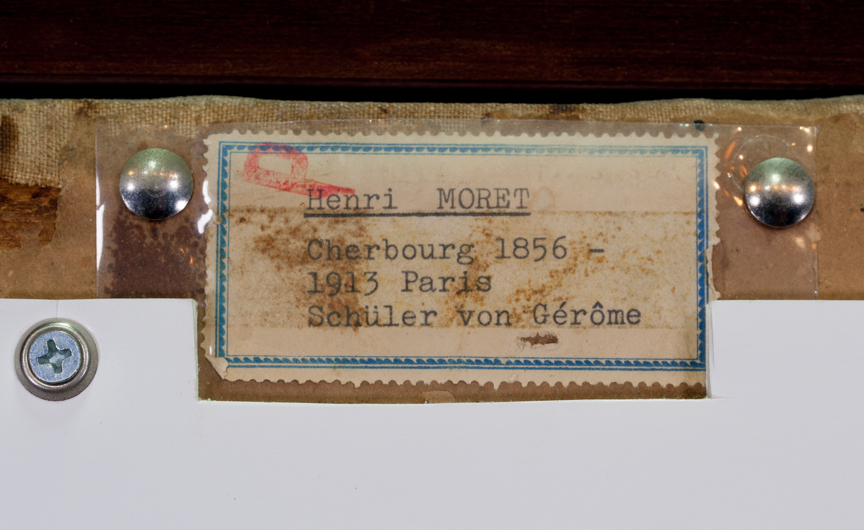 Henri MORET
Cherbourg 1856 -
1913 Paris
Schüler von Gérôme